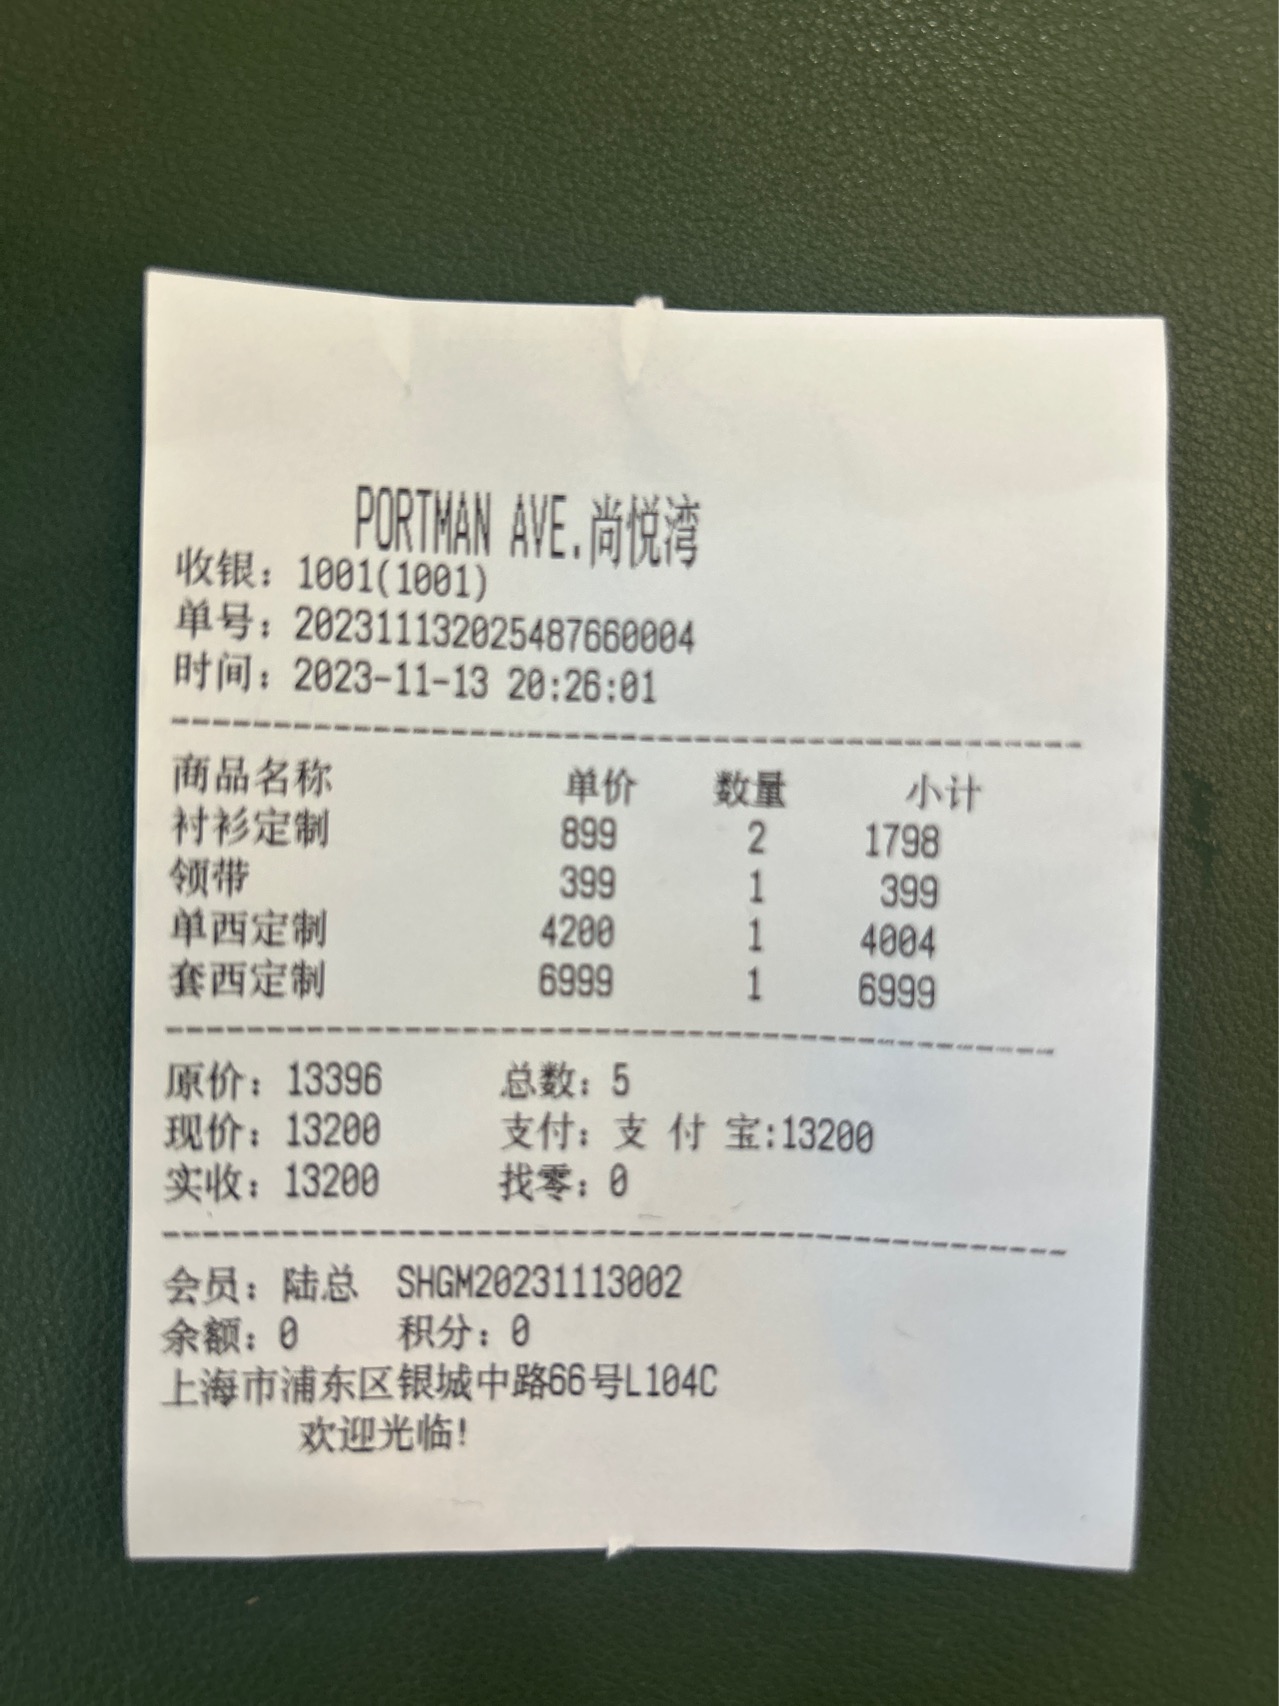 PORTMAN AVE.尚悦湾
收银：1001(1001)
单号：202311132025487660004
时间：2023-11-13 20:26:01
商品名称 单价 数量 小计
衬衫定制 899 2 1798
领带 399 1 399
单西定制 4200 1 4004
套西定制 6999 1 6999
原价：13396 总数：5
现价：13200 支付：支 付 宝:13200
实收：13200 找零：0
会员：陆总 SHGM20231113002
余额：0 积分：0
上海市浦东区银城中路66号L104C
欢迎光临!